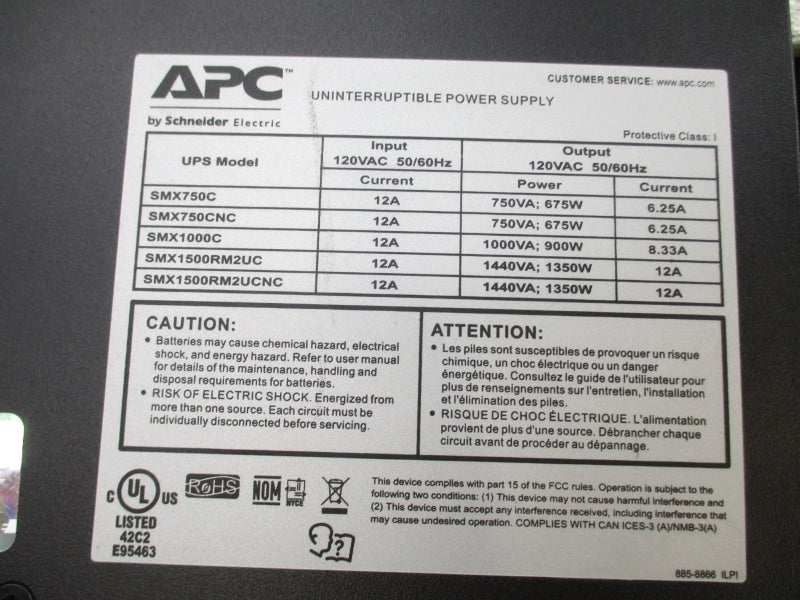 APC™
by Schneider Electric
UNINTERRUPTIBLE POWER SUPPLY
CUSTOMER SERVICE: www.apc.com
Protective Class: I
UPS Model
Input
120VAC 50/60Hz
Output
120VAC 50/60Hz
Current
Power
Current
SMX750C 12A 750VA; 675W 6.25A
SMX750CNC 12A 750VA; 675W 6.25A
SMX1000C 12A 1000VA; 900W 8.33A
SMX1500RM2UC 12A 1440VA; 1350W 12A
SMX1500RM2UCNC 12A 1440VA; 1350W 12A
CAUTION:
• Batteries may cause chemical hazard, electrical
shock, and energy hazard. Refer to user manual
for details of the maintenance, handling and
disposal requirements for batteries.
• RISK OF ELECTRIC SHOCK. Energized from
more than one source. Each circuit must be
individually disconnected before servicing.
ATTENTION:
• Les piles sont susceptibles de provoquer un risque
chimique, un choc électrique ou un danger
énergétique. Consultez le guide de l'utilisateur pour
plus de renseignements sur l'entretien, l'installation
et l'élimination des piles.
• RISQUE DE CHOC ÉLECTRIQUE. L'alimentation
provient de plus d'une source. Débrancher chaque
circuit avant de procéder au dépannage.
C UL US
LISTED
42C2
E95463
RoHS
NOM
NYCE
?
This device complies with part 15 of the FCC rules. Operation is subject to the
following two conditions: (1) This device may not cause harmful interference and
(2) This device must accept any interference received, including interference that
may cause undesired operation. COMPLIES WITH CAN ICES-3 (A)/NMB-3(A)
885-8866 ILPI